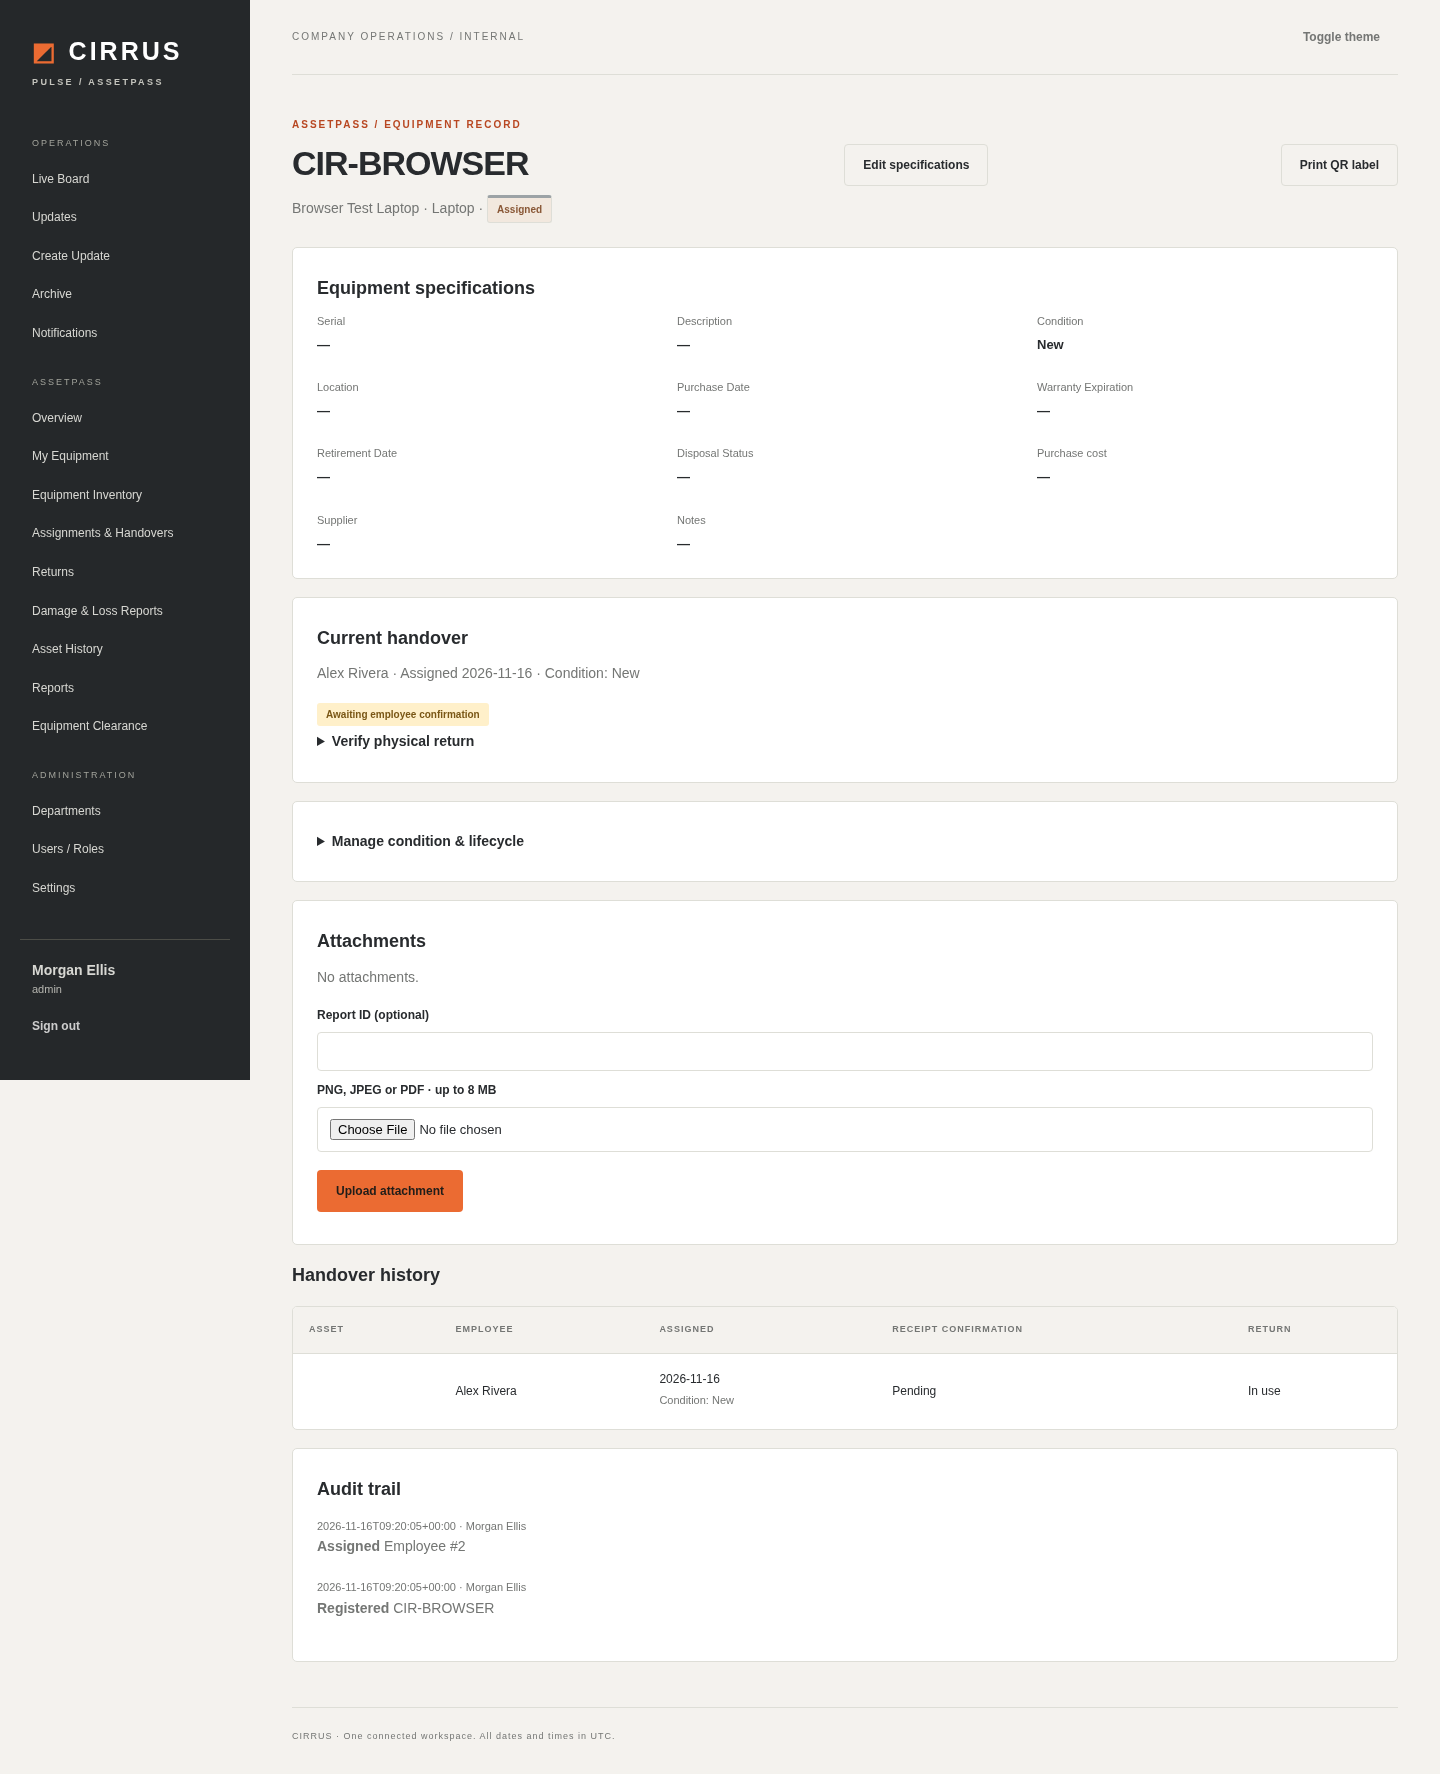 CIRRUS
PULSE / ASSETPASS
OPERATIONS
Live Board
Updates
Create Update
Archive
Notifications
ASSETPASS
Overview
My Equipment
Equipment Inventory
Assignments & Handovers
Returns
Damage & Loss Reports
Asset History
Reports
Equipment Clearance
ADMINISTRATION
Departments
Users / Roles
Settings
Morgan Ellis
admin
Sign out
COMPANY OPERATIONS / INTERNAL
Toggle theme
ASSETPASS / EQUIPMENT RECORD
CIR-BROWSER
Edit specifications
Print QR label
Browser Test Laptop · Laptop · Assigned
Equipment specifications
Serial
—
Description
—
Condition
New
Location
—
Purchase Date
—
Warranty Expiration
—
Retirement Date
—
Disposal Status
—
Purchase cost
—
Supplier
—
Notes
—
Current handover
Alex Rivera · Assigned 2026-11-16 · Condition: New
Awaiting employee confirmation
Verify physical return
Manage condition & lifecycle
Attachments
No attachments.
Report ID (optional)
PNG, JPEG or PDF · up to 8 MB
Choose File No file chosen
Upload attachment
Handover history
ASSET EMPLOYEE ASSIGNED RECEIPT CONFIRMATION RETURN
Alex Rivera 2026-11-16 Pending In use
Condition: New
Audit trail
2026-11-16T09:20:05+00:00 · Morgan Ellis
Assigned Employee #2
2026-11-16T09:20:05+00:00 · Morgan Ellis
Registered CIR-BROWSER
CIRRUS · One connected workspace. All dates and times in UTC.